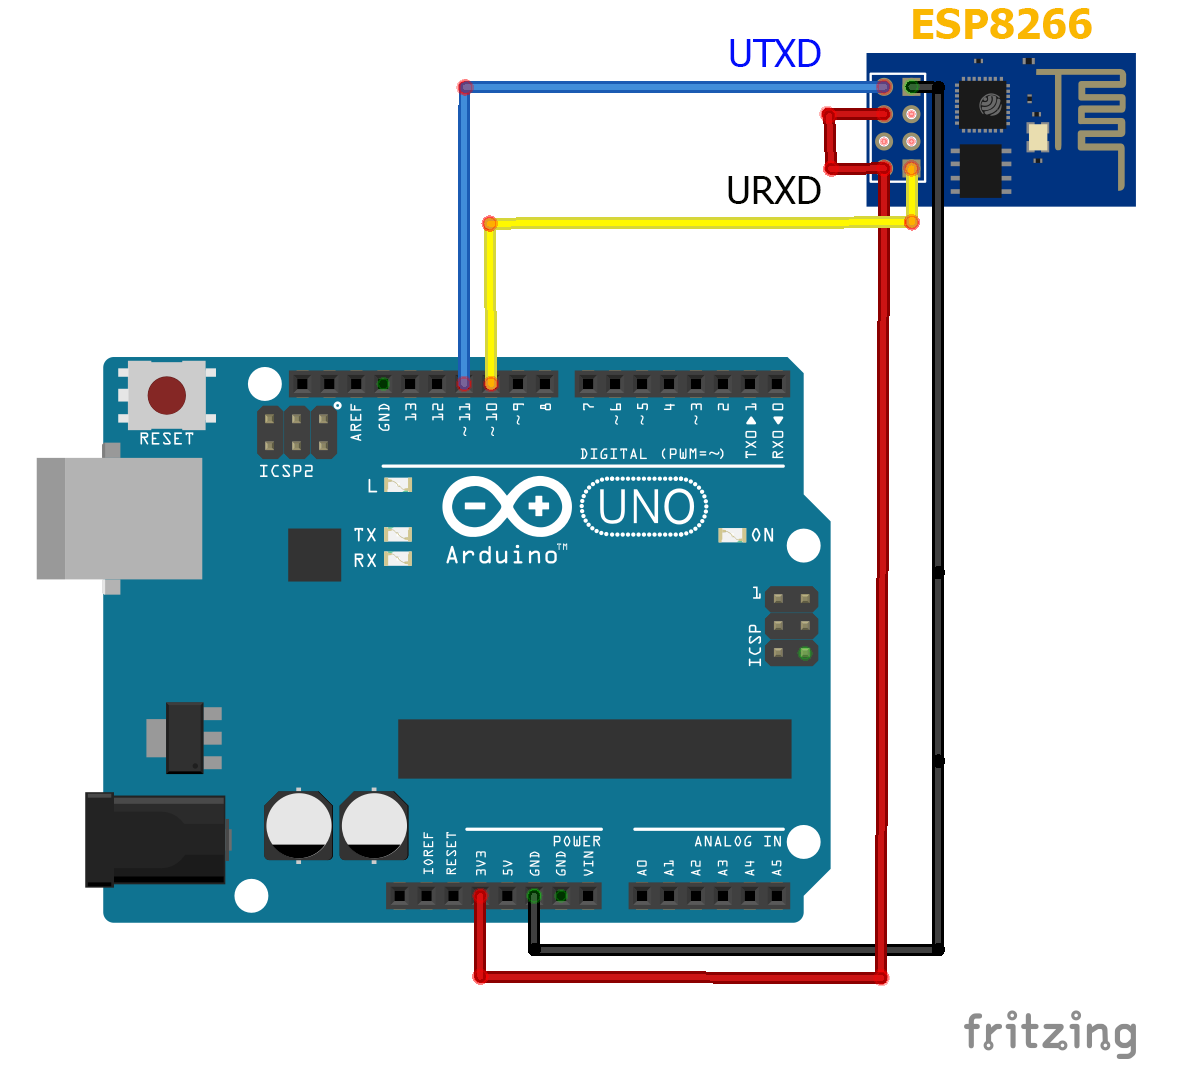 ESP8266
UTXD
URXD
RESET
ICSP2
AREF
GND
13
12
~11
~10
~9
8
7
~6
~5
4
~3
2
TX0▶1
RX0◀0
DIGITAL (PWM=~)
L
TX
RX
Arduino™
UNO
ON
1
ICSP
POWER
ANALOG IN
IOREF
RESET
3V3
5V
GND
GND
VIN
A0
A1
A2
A3
A4
A5
fritzing